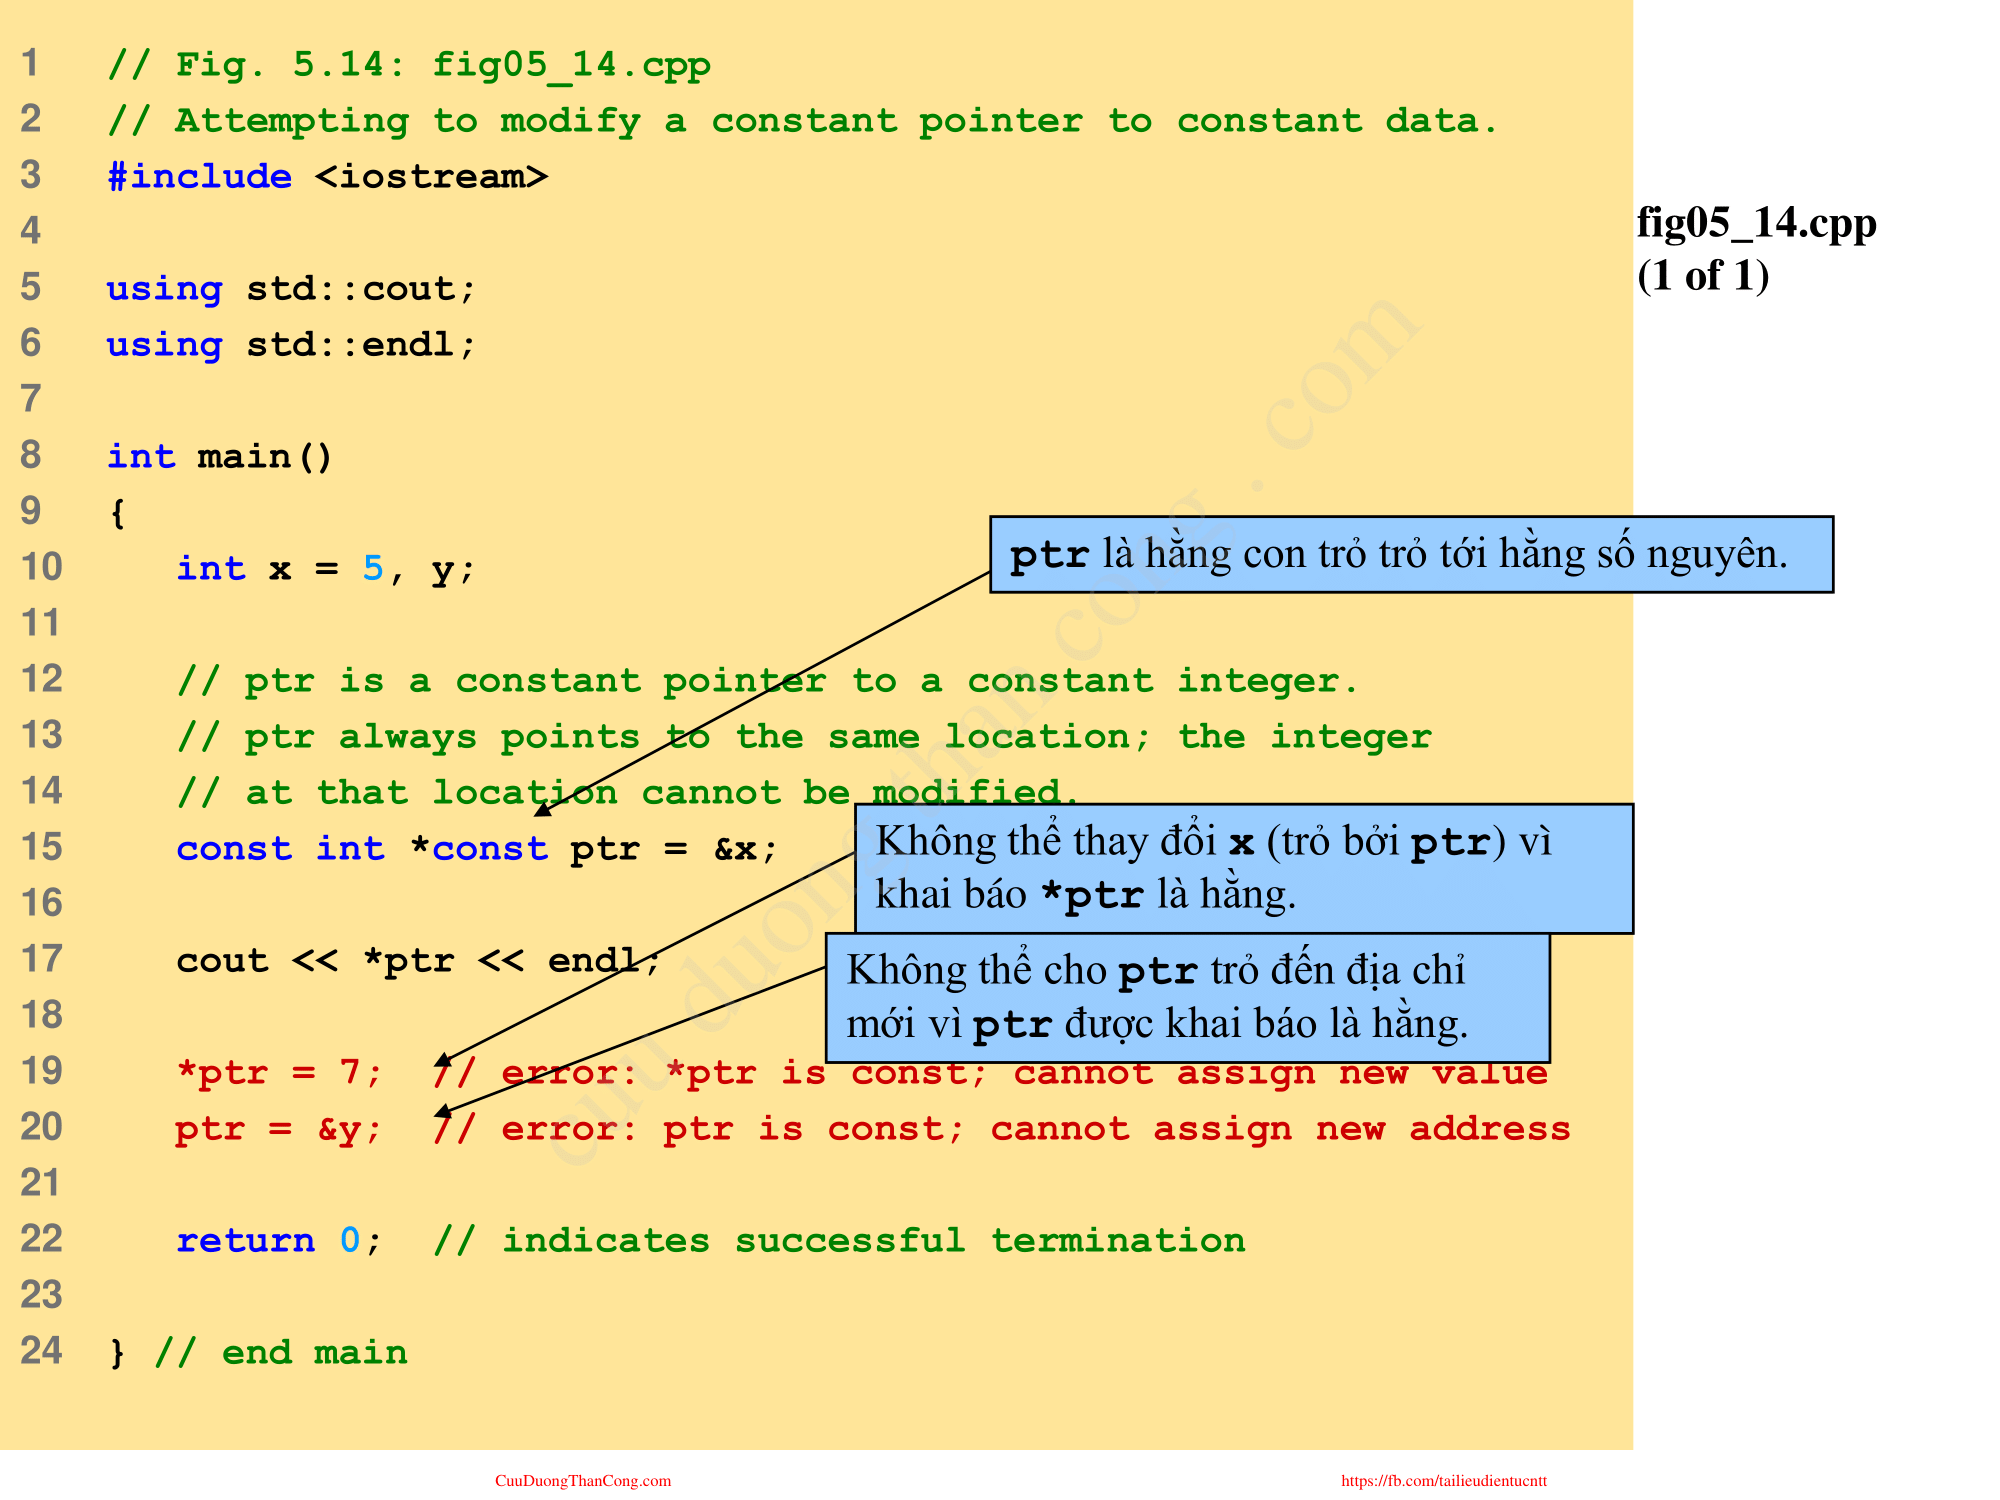 1 // Fig. 5.14: fig05_14.cpp
2 // Attempting to modify a constant pointer to constant data.
3 #include <iostream>
4
5 using std::cout;
6 using std::endl;
7
8 int main()
9 {
10 int x = 5, y;
11
12 // ptr is a constant pointer to a constant integer.
13 // ptr always points to the same location; the integer
14 // at that location cannot be modified.
15 const int *const ptr = &x;
16
17 cout << *ptr << endl;
18
19 *ptr = 7; // error: *ptr is const; cannot assign new value
20 ptr = &y; // error: ptr is const; cannot assign new address
21
22 return 0; // indicates successful termination
23
24 } // end main
fig05_14.cpp
(1 of 1)
ptr là hằng con trỏ trỏ tới hằng số nguyên.
Không thể thay đổi x (trỏ bởi ptr) vì
khai báo *ptr là hằng.
Không thể cho ptr trỏ đến địa chỉ
mới vì ptr được khai báo là hằng.
cuu duong than cong . com
CuuDuongThanCong.com
https://fb.com/tailieudientucntt